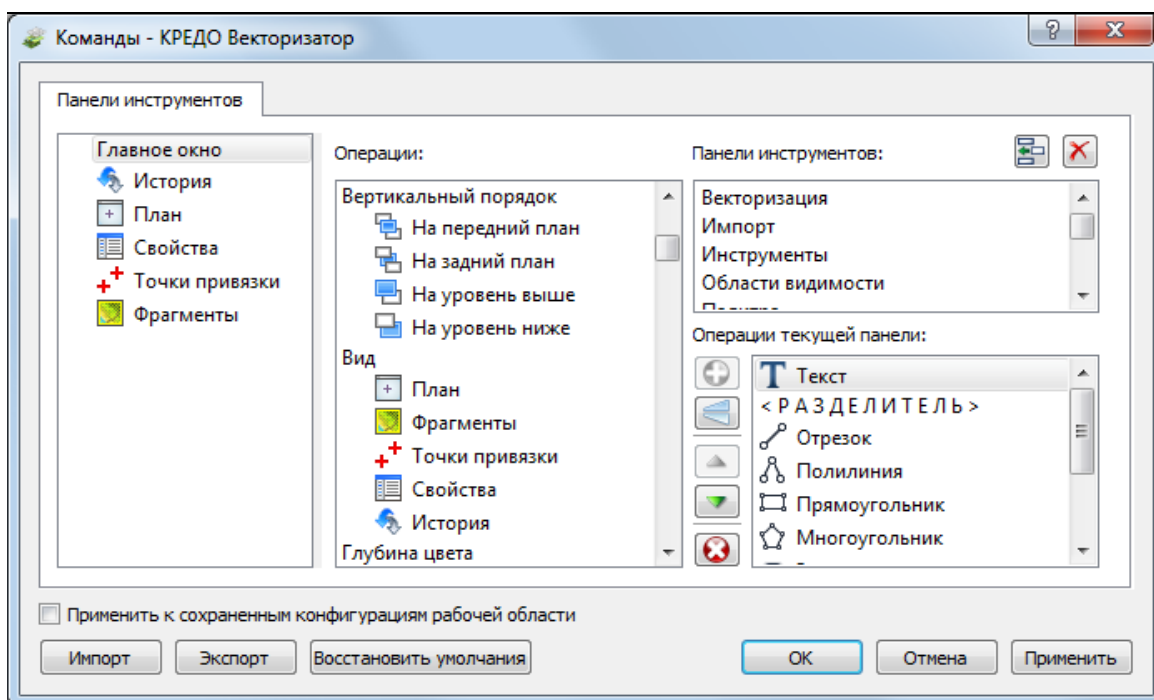 Команды - КРЕДО Векторизатор
Панели инструментов
Главное окно
История
План
Свойства
Точки привязки
Фрагменты
Операции:
Вертикальный порядок
На передний план
На задний план
На уровень выше
На уровень ниже
Вид
План
Фрагменты
Точки привязки
Свойства
История
Глубина цвета
Панели инструментов:
Векторизация
Импорт
Инструменты
Области видимости
Операции текущей панели:
Текст
<РАЗДЕЛИТЕЛЬ>
Отрезок
Полилиния
Прямоугольник
Многоугольник
Применить к сохраненным конфигурациям рабочей области
Импорт
Экспорт
Восстановить умолчания
ОК
Отмена
Применить